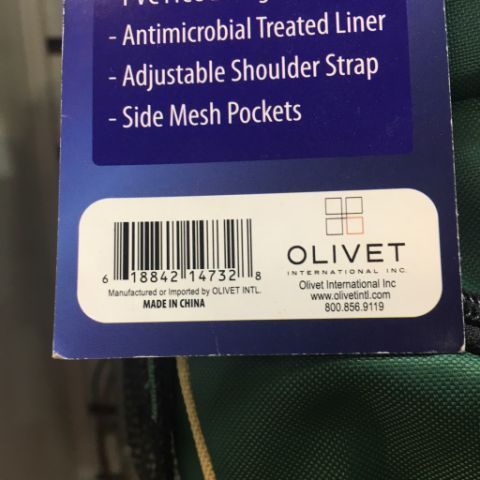 - Antimicrobial Treated Liner
- Adjustable Shoulder Strap
- Side Mesh Pockets
6 18842 14732 8
Manufactured or Imported by OLIVET INTL.
MADE IN CHINA
OLIVET
INTERNATIONAL INC.
Olivet International Inc
www.olivetintl.com
800.856.9119